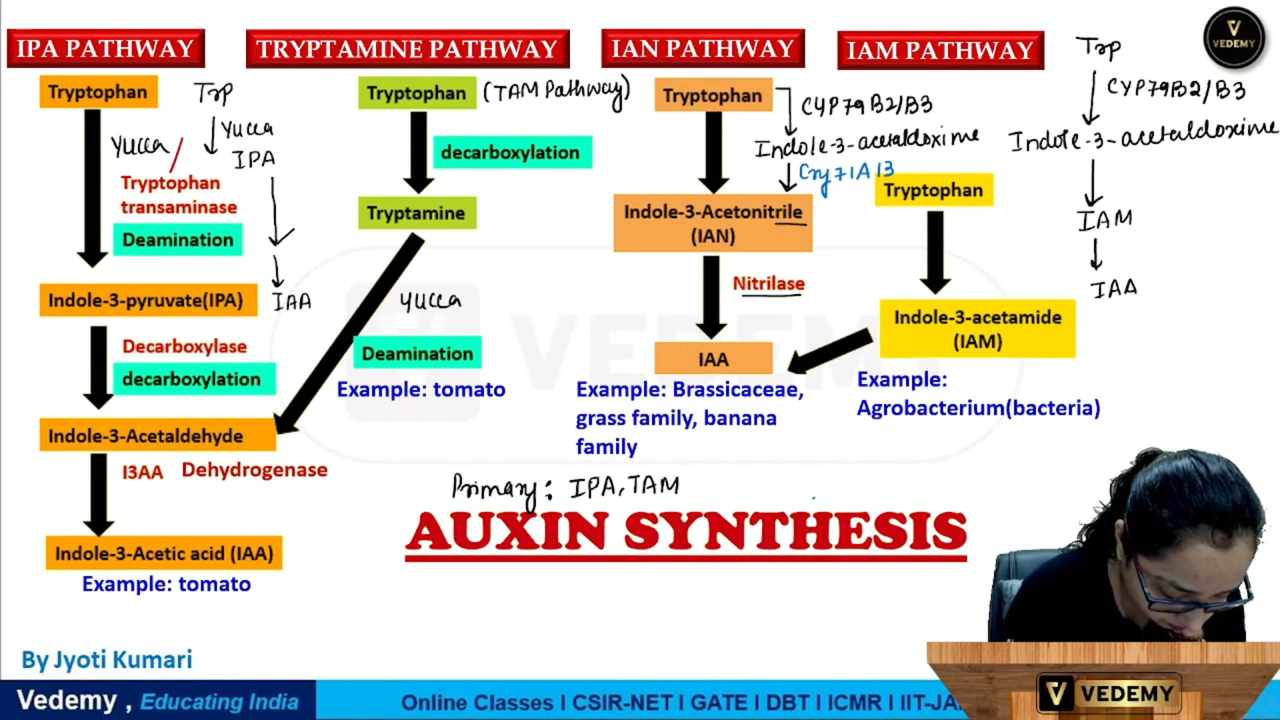 IPA PATHWAY
Tryptophan
Trp
Yucca
IPA
IAA
Yucca
Tryptophan
transaminase
Deamination
Indole-3-pyruvate(IPA)
Decarboxylase
decarboxylation
Indole-3-Acetaldehyde
I3AA Dehydrogenase
Indole-3-Acetic acid (IAA)
Example: tomato
TRYPTAMINE PATHWAY
Tryptophan (TAM Pathway)
decarboxylation
Tryptamine
Yucca
Deamination
Example: tomato
IAN PATHWAY
Tryptophan
CYP79B2/B3
Indole-3-acetaldoxime
Cry71A13
Indole-3-Acetonitrile
(IAN)
Nitrilase
IAA
Example: Brassicaceae,
grass family, banana
family
IAM PATHWAY
Tryptophan
Indole-3-acetamide
(IAM)
Example:
Agrobacterium(bacteria)
Trp
CYP79B2/B3
Indole-3-acetaldoxime
IAM
IAA
Primary: IPA, TAM
AUXIN SYNTHESIS
VEDEMY
VEDEMY
By Jyoti Kumari
VEDEMY
Vedemy , Educating India
Online Classes I CSIR-NET I GATE I DBT I ICMR I IIT-JA